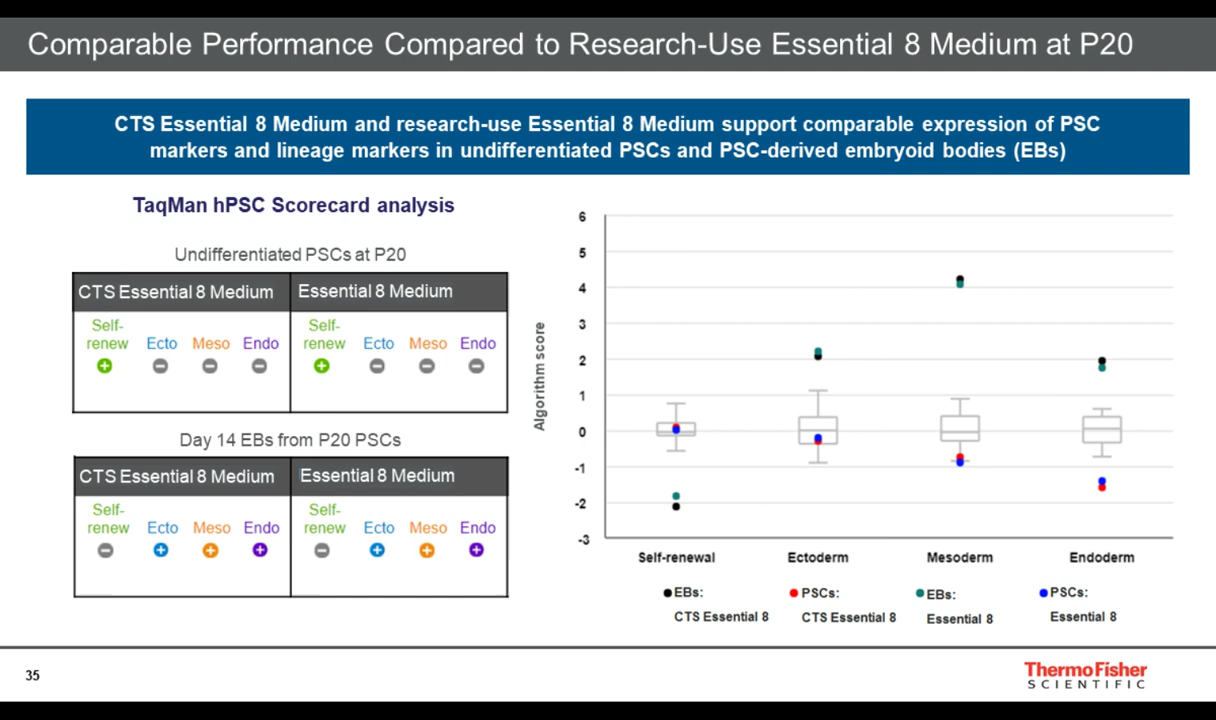 Comparable Performance Compared to Research-Use Essential 8 Medium at P20
CTS Essential 8 Medium and research-use Essential 8 Medium support comparable expression of PSC
markers and lineage markers in undifferentiated PSCs and PSC-derived embryoid bodies (EBs)
TaqMan hPSC Scorecard analysis
Undifferentiated PSCs at P20
CTS Essential 8 Medium Essential 8 Medium
Self-
renew Ecto Meso Endo
Self-
renew Ecto Meso Endo
Day 14 EBs from P20 PSCs
CTS Essential 8 Medium Essential 8 Medium
Self-
renew Ecto Meso Endo
Self-
renew Ecto Meso Endo
Algorithm score
6
5
4
3
2
1
0
-1
-2
-3
Self-renewal Ectoderm Mesoderm Endoderm
EBs:
CTS Essential 8
PSCs:
CTS Essential 8
EBs:
Essential 8
PSCs:
Essential 8
35
ThermoFisher
SCIENTIFIC